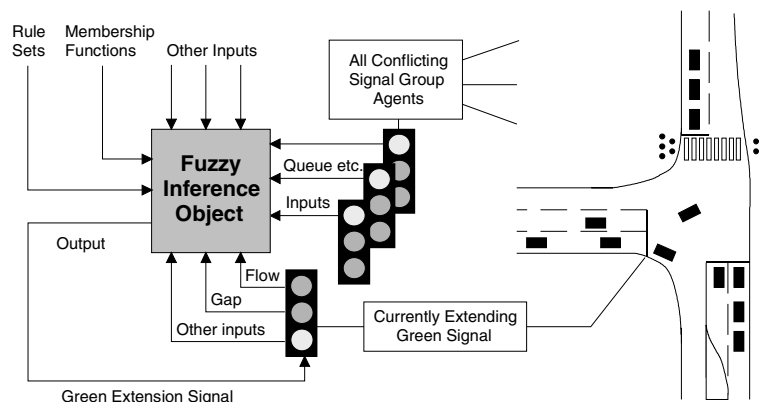 Rule
Sets
Membership
Functions
Other Inputs
All Conflicting
Signal Group
Agents
Fuzzy
Inference
Object
Queue etc.
Inputs
Output
Flow
Gap
Other inputs
Currently Extending
Green Signal
Green Extension Signal